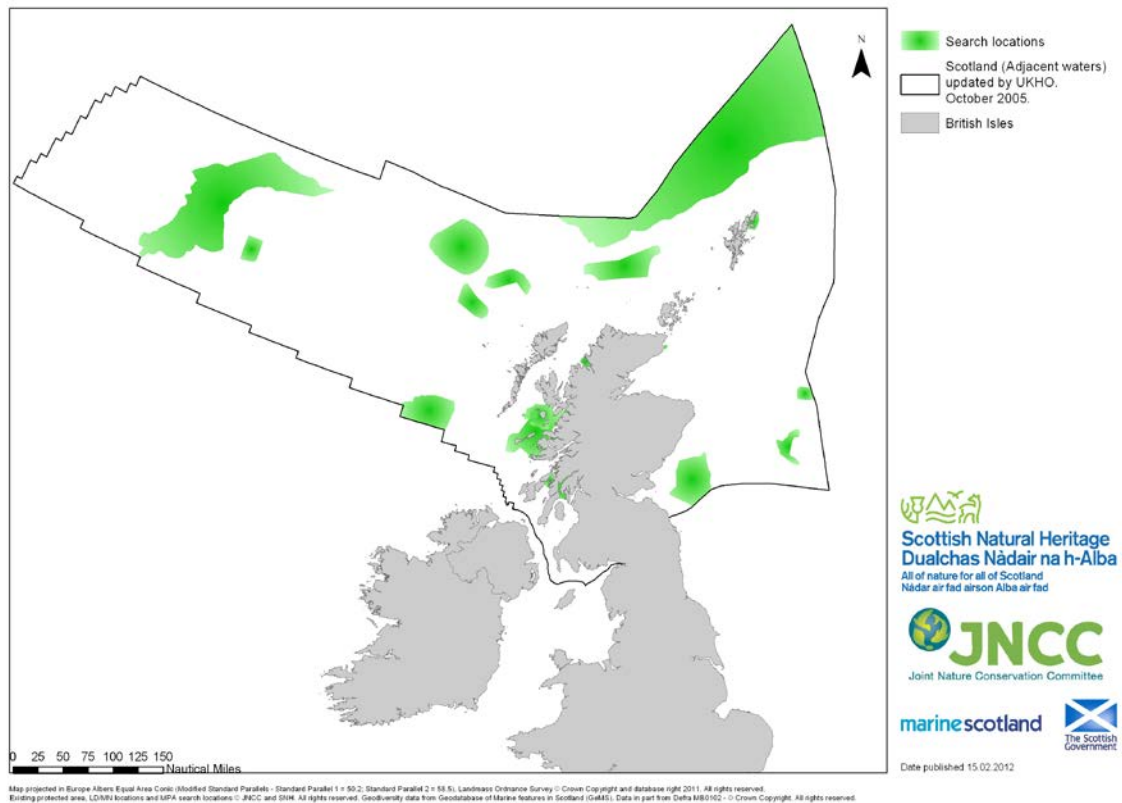 N
Search locations
Scotland (Adjacent waters)
updated by UKHO.
October 2005.
British Isles
Scottish Natural Heritage
Dualchas Nàdair na h-Alba
All of nature for all of Scotland
Nàdar air fad airson Alba air fad
JNCC
Joint Nature Conservation Committee
marinescotland
The Scottish
Government
Date published 15.02.2012
0 25 50 75 100 125 150
Nautical Miles
Map projected in Europe Albers Equal Area Conic (Modified Standard Parallels - Standard Parallel 1 = 50.2; Standard Parallel 2 = 58.5). Landmass Ordnance Survey © Crown Copyright and database right 2011. All rights reserved.
Existing protected area, LD/MN locations and MPA search locations © JNCC and SNH. All rights reserved. Geodiversity data from Geodatabase of Marine features in Scotland (GeMS). Data in part from Defra MB0102 - © Crown Copyright. All rights reserved.